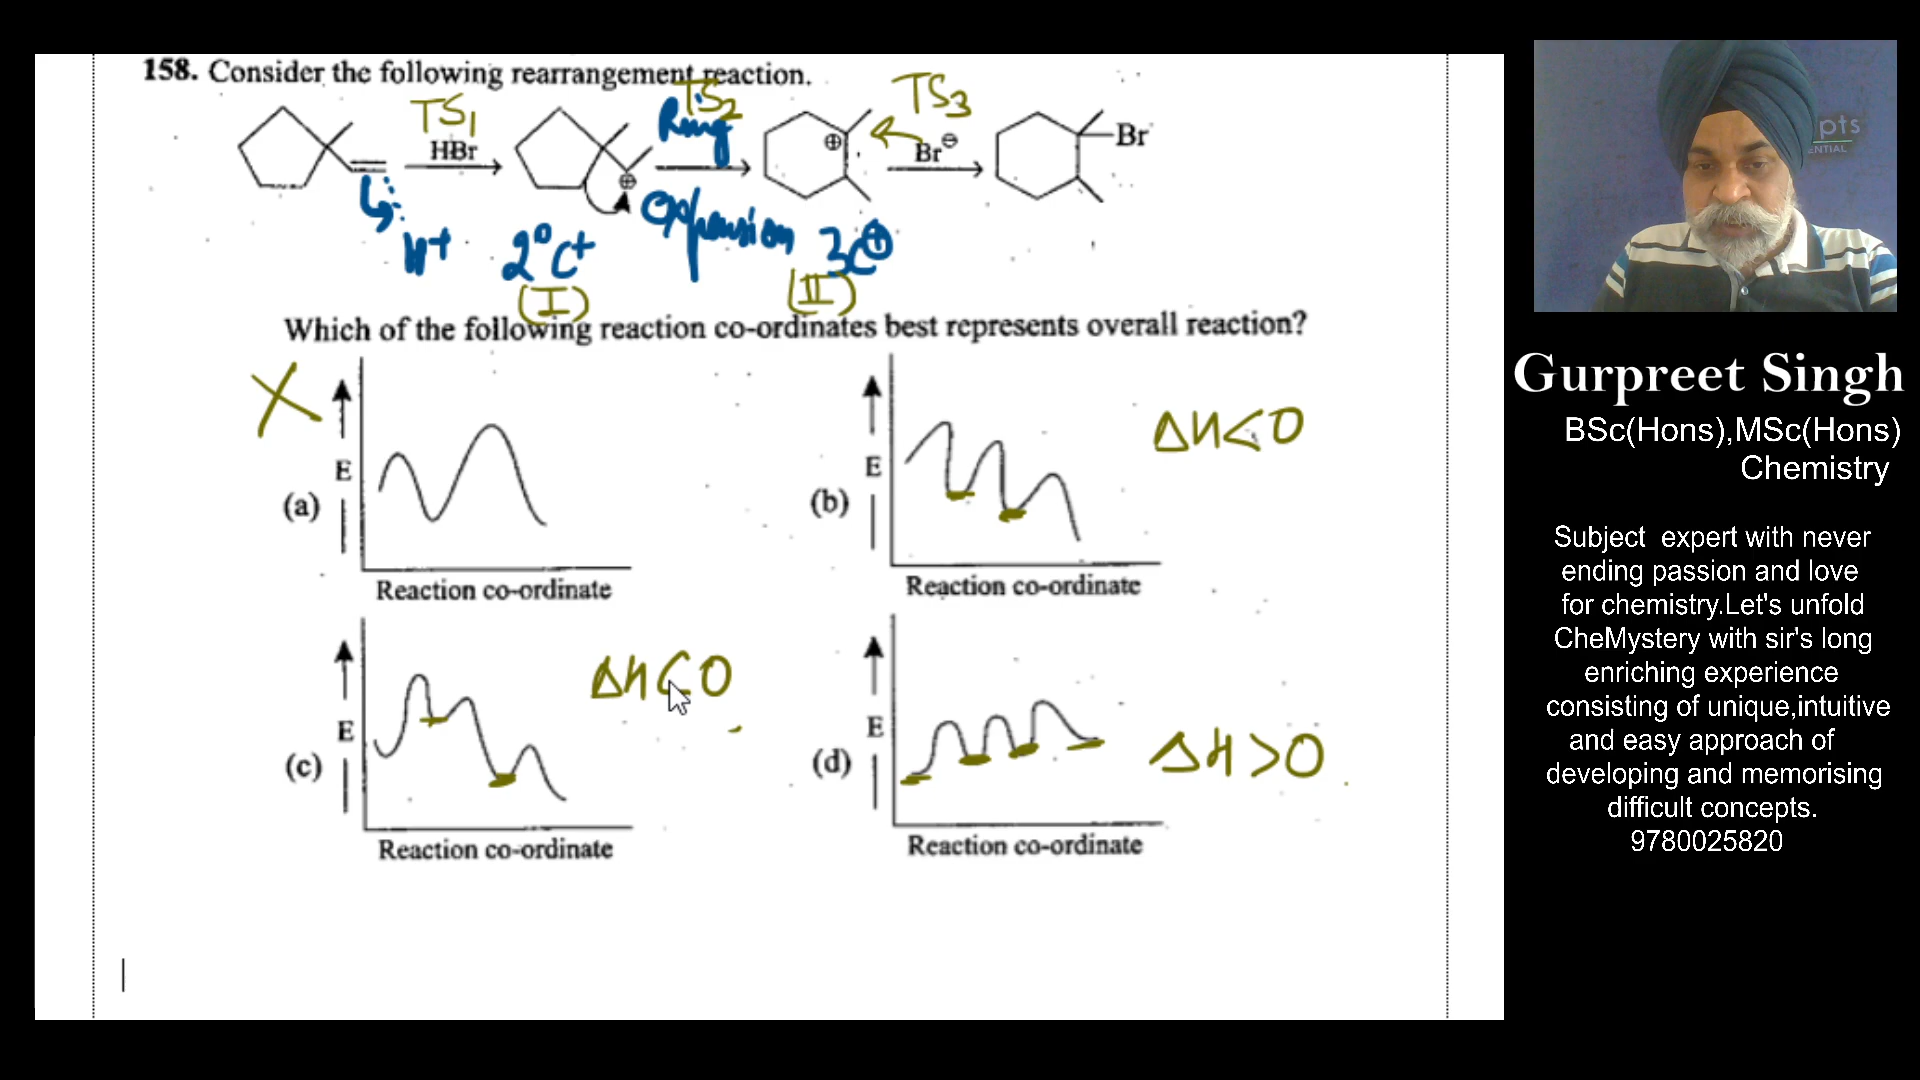 158. Consider the following rearrangement reaction.
TS1 TS2 TS3
HBr Ring Br⊖ Br
⊕ ⊕
expansion
H+ 2°C+ 3C⊕
(I) (II)
Which of the following reaction co-ordinates best represents overall reaction?
X
(a) E
Reaction co-ordinate
(b) E ΔH<0
Reaction co-ordinate
(c) E ΔH<0
Reaction co-ordinate
(d) E ΔH>0
Reaction co-ordinate
pts
ENTIAL
Gurpreet Singh
BSc(Hons),MSc(Hons)
Chemistry
Subject expert with never
ending passion and love
for chemistry.Let's unfold
CheMystery with sir's long
enriching experience
consisting of unique,intuitive
and easy approach of
developing and memorising
difficult concepts.
9780025820